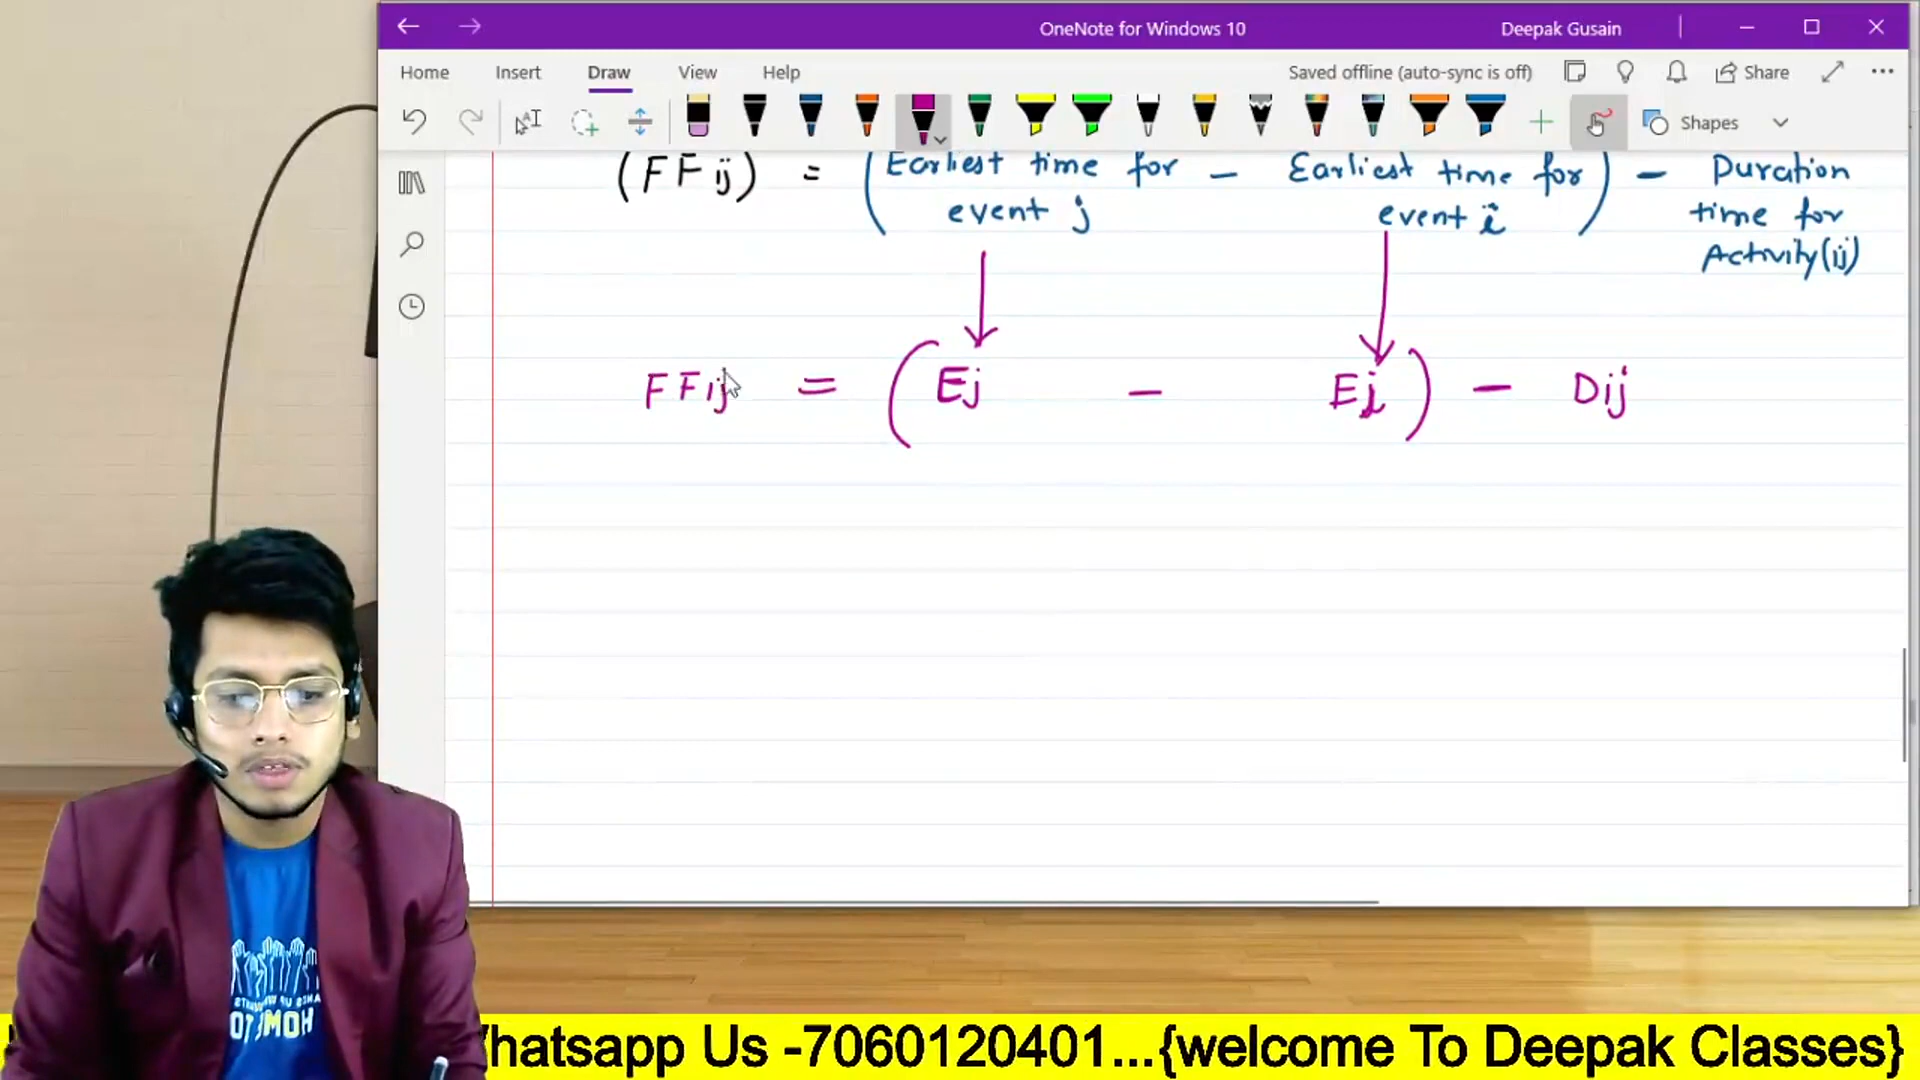 OneNote for Windows 10
Deepak Gusain
Home Insert Draw View Help
Saved offline (auto-sync is off)
Share
Shapes
(FFij) = (Earliest time for event j - Earliest time for event i) - Duration time for Activity(ij)
FFij = (Ej - Ei) - Dij
HOME TO
hatsapp Us -7060120401...{welcome To Deepak Classes}